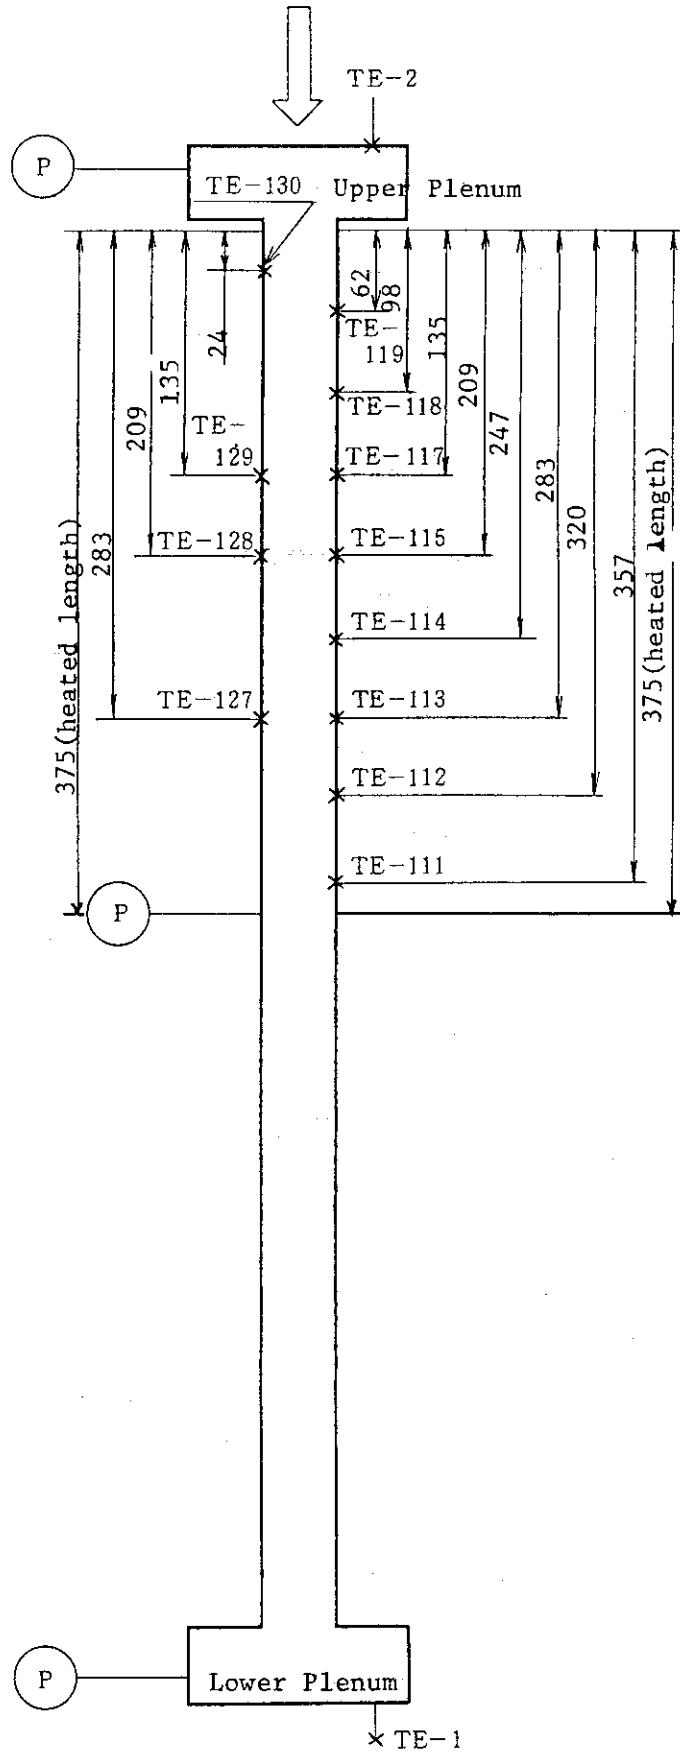 TE-2
P
TE-130
Upper Plenum
24
62
98
TE-
119
135
135
209
209
TE-
129
TE-118
TE-117
247
283
283
320
357
375(heated length)
375(heated length)
TE-128
TE-115
TE-114
TE-127
TE-113
TE-112
TE-111
P
P
Lower Plenum
TE-1